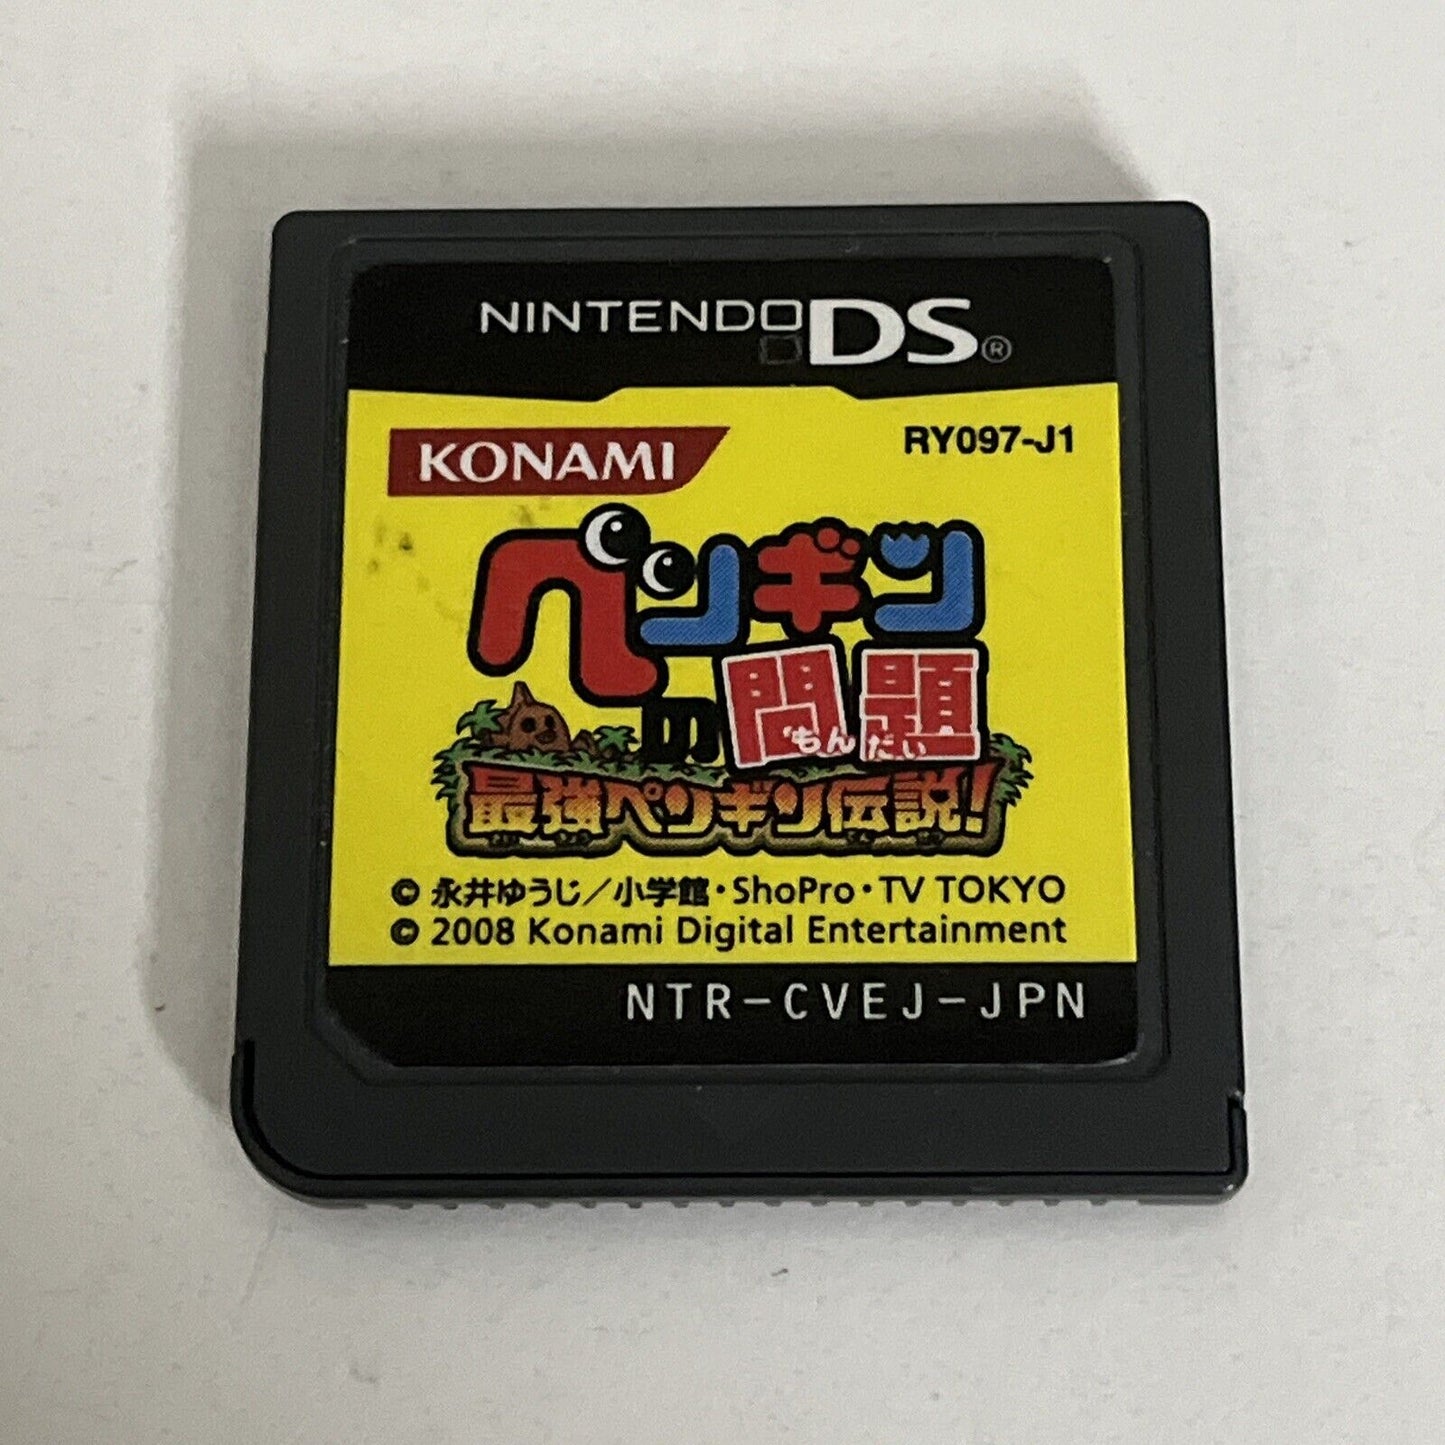 NINTENDO DS®
KONAMI
RY097-J1
ペンギン
の問題
もんだい
最強ペンギン伝説!
© 永井ゆうじ/小学館・ShoPro・TV TOKYO
© 2008 Konami Digital Entertainment
NTR-CVEJ-JPN